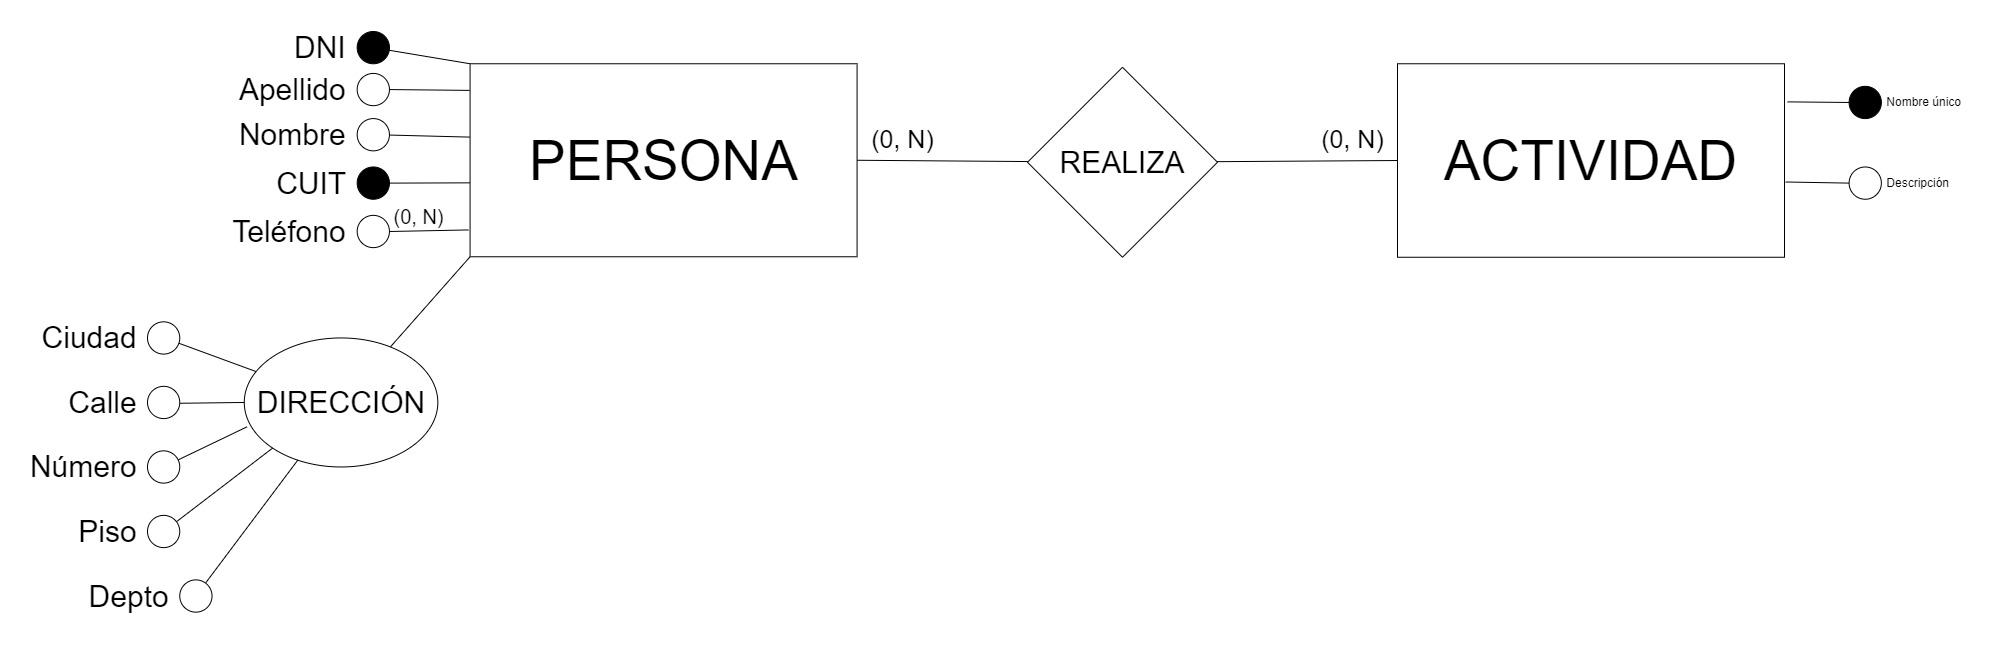 DNI
Apellido
Nombre
CUIT
Teléfono
(0, N)
PERSONA
(0, N)
REALIZA
(0, N)
ACTIVIDAD
Nombre único
Descripción
DIRECCIÓN
Ciudad
Calle
Número
Piso
Depto